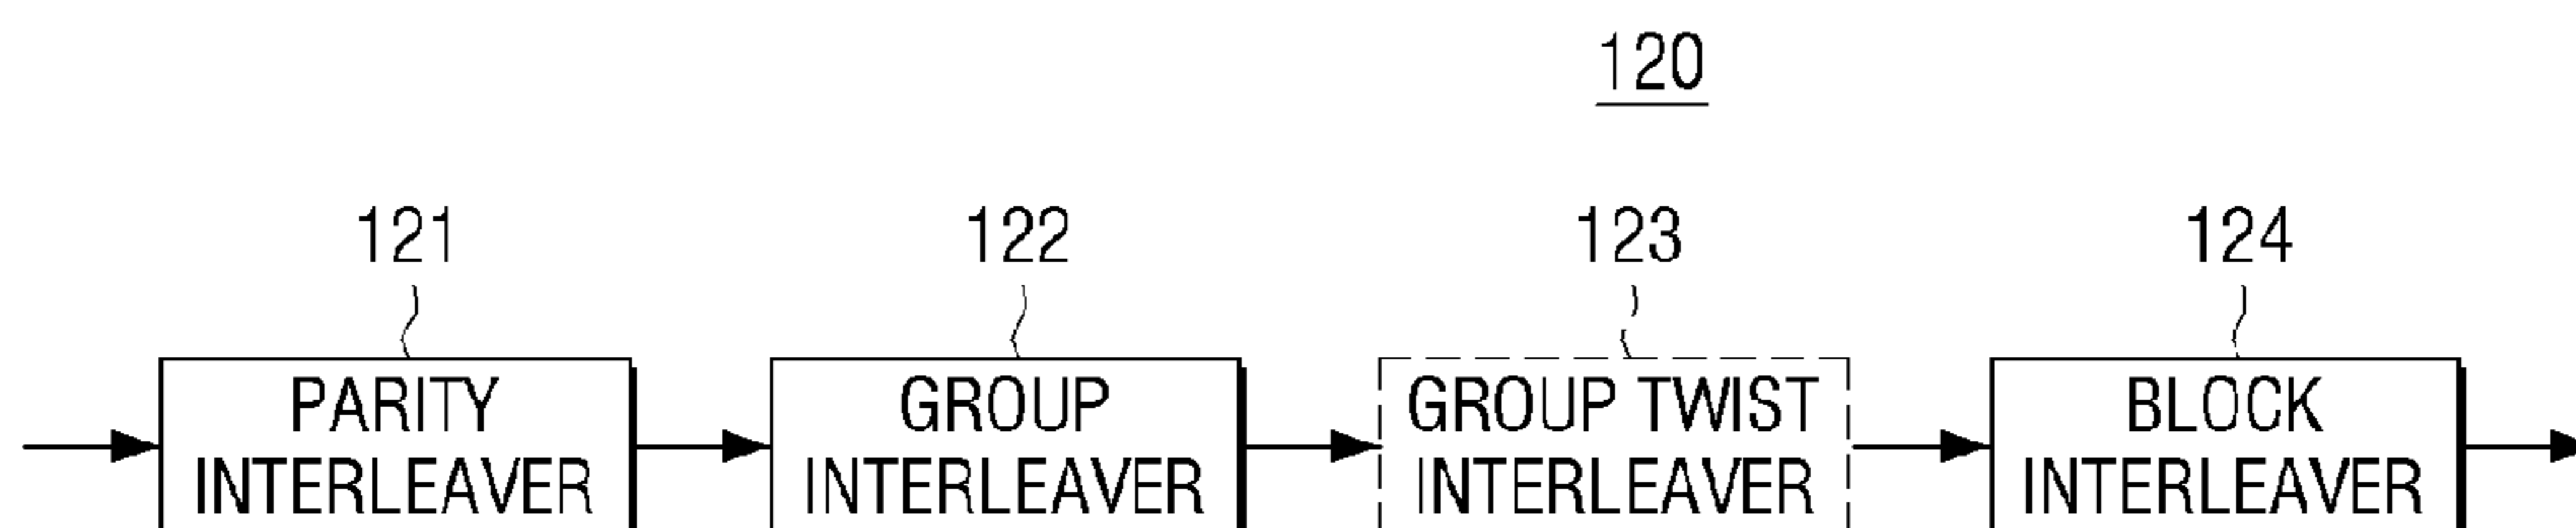 120
121
122
123
124
PARITY
INTERLEAVER
GROUP
INTERLEAVER
GROUP TWIST
INTERLEAVER
BLOCK
INTERLEAVER